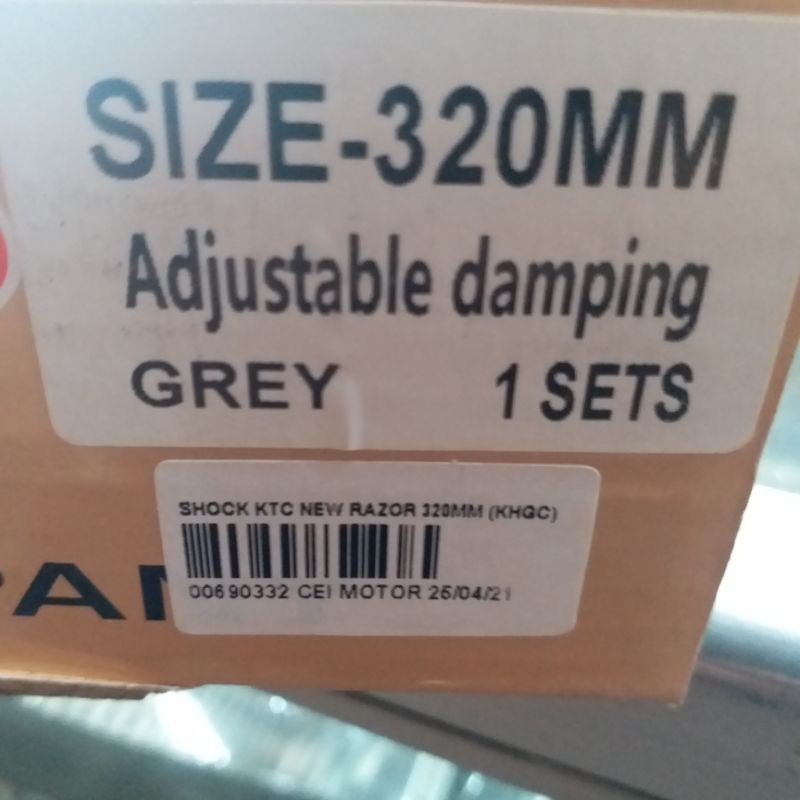 SIZE-320MM
Adjustable damping
GREY 1 SETS
SHOCK KTC NEW RAZOR 320MM (KHGC)
00690332 CEI MOTOR 25/04/21